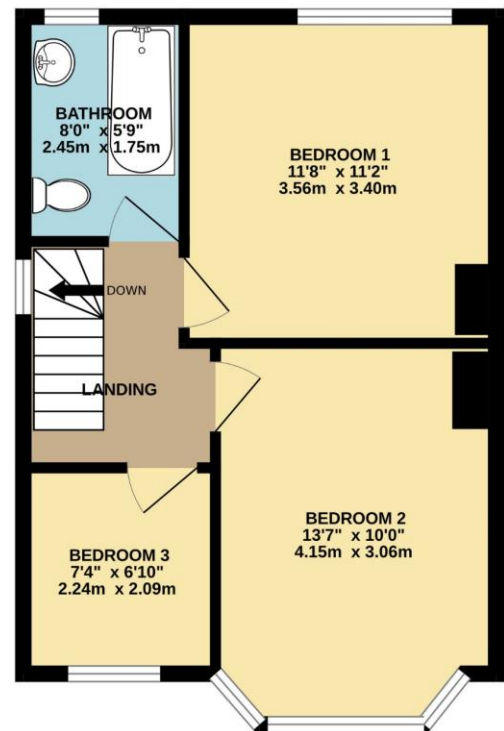 BATHROOM
8'0" x 5'9"
2.45m x 1.75m
BEDROOM 1
11'8" x 11'2"
3.56m x 3.40m
DOWN
LANDING
BEDROOM 2
13'7" x 10'0"
4.15m x 3.06m
BEDROOM 3
7'4" x 6'10"
2.24m x 2.09m